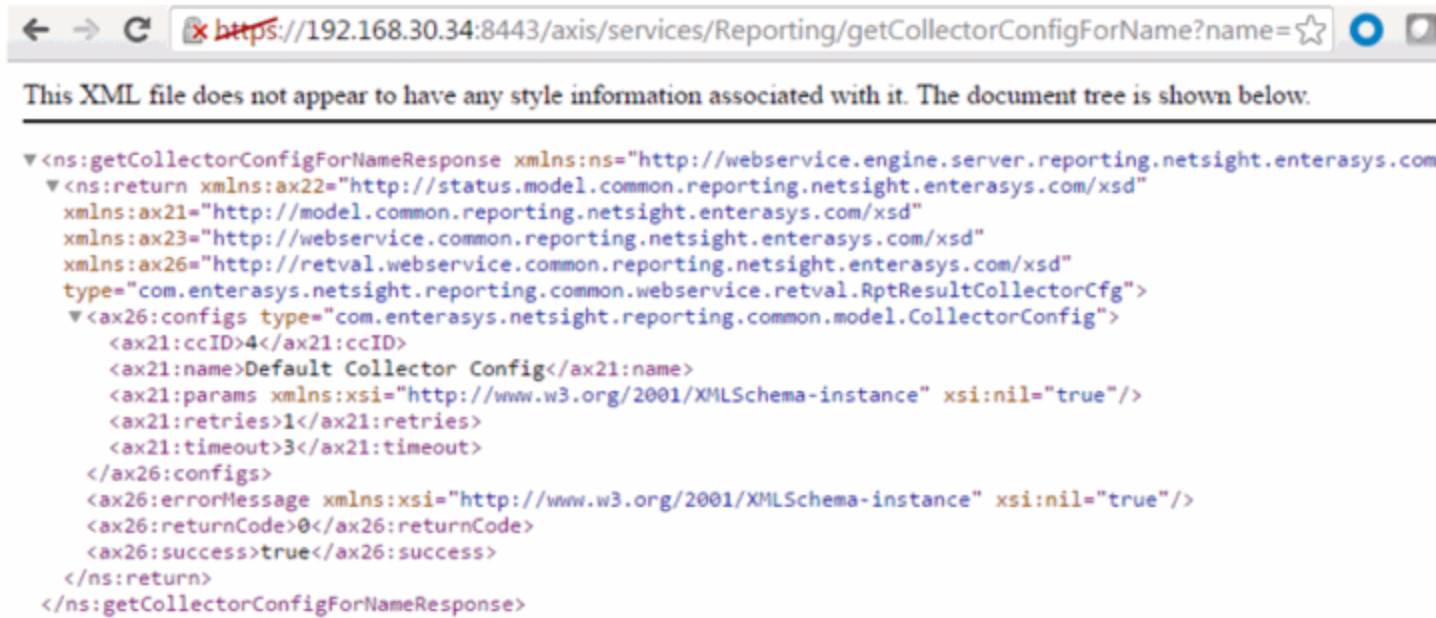 https://192.168.30.34:8443/axis/services/Reporting/getCollectorConfigForName?name=
This XML file does not appear to have any style information associated with it. The document tree is shown below.
▼<ns:getCollectorConfigForNameResponse xmlns:ns="http://webservice.engine.server.reporting.netsight.enterasys.com
▼<ns:return xmlns:ax22="http://status.model.common.reporting.netsight.enterasys.com/xsd"
xmlns:ax21="http://model.common.reporting.netsight.enterasys.com/xsd"
xmlns:ax23="http://webservice.common.reporting.netsight.enterasys.com/xsd"
xmlns:ax26="http://retval.webservice.common.reporting.netsight.enterasys.com/xsd"
type="com.enterasys.netsight.reporting.common.webservice.retval.RptResultCollectorCfg">
▼<ax26:configs type="com.enterasys.netsight.reporting.common.model.CollectorConfig">
<ax21:ccID>4</ax21:ccID>
<ax21:name>Default Collector Config</ax21:name>
<ax21:params xmlns:xsi="http://www.w3.org/2001/XMLSchema-instance" xsi:nil="true"/>
<ax21:retries>1</ax21:retries>
<ax21:timeout>3</ax21:timeout>
</ax26:configs>
<ax26:errorMessage xmlns:xsi="http://www.w3.org/2001/XMLSchema-instance" xsi:nil="true"/>
<ax26:returnCode>0</ax26:returnCode>
<ax26:success>true</ax26:success>
</ns:return>
</ns:getCollectorConfigForNameResponse>